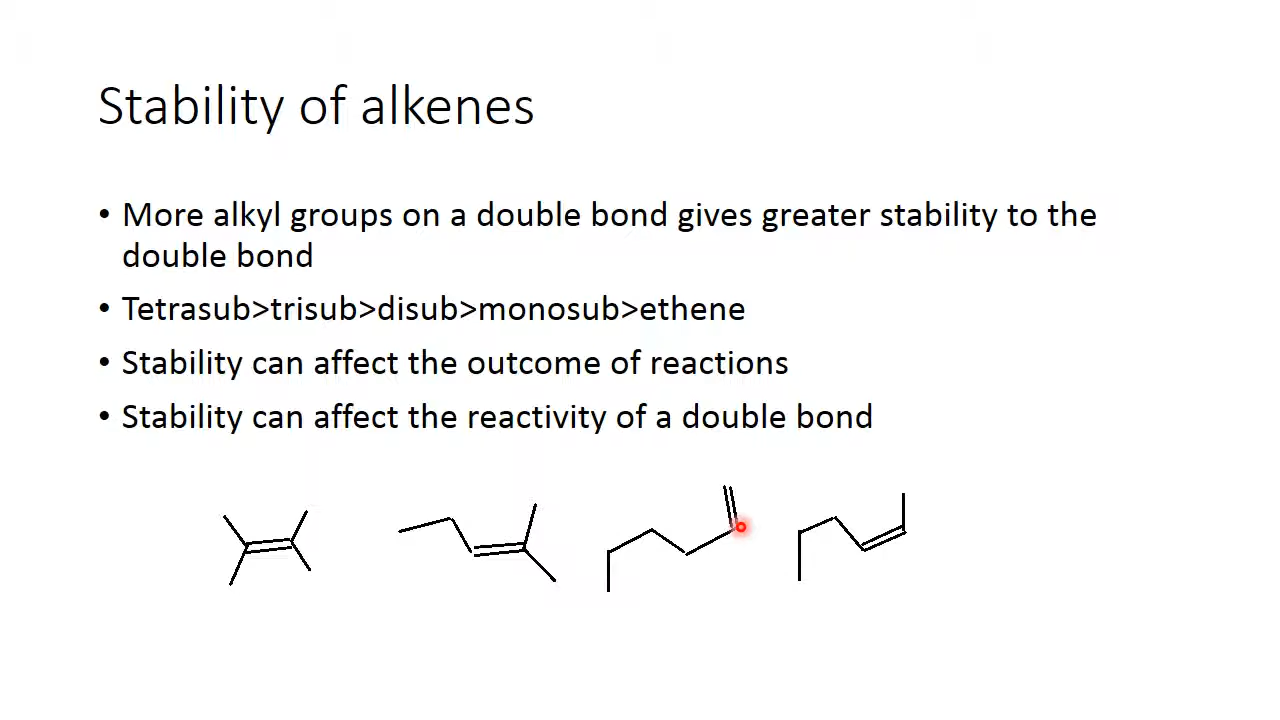 Stability of alkenes
• More alkyl groups on a double bond gives greater stability to the
double bond
• Tetrasub>trisub>disub>monosub>ethene
• Stability can affect the outcome of reactions
• Stability can affect the reactivity of a double bond